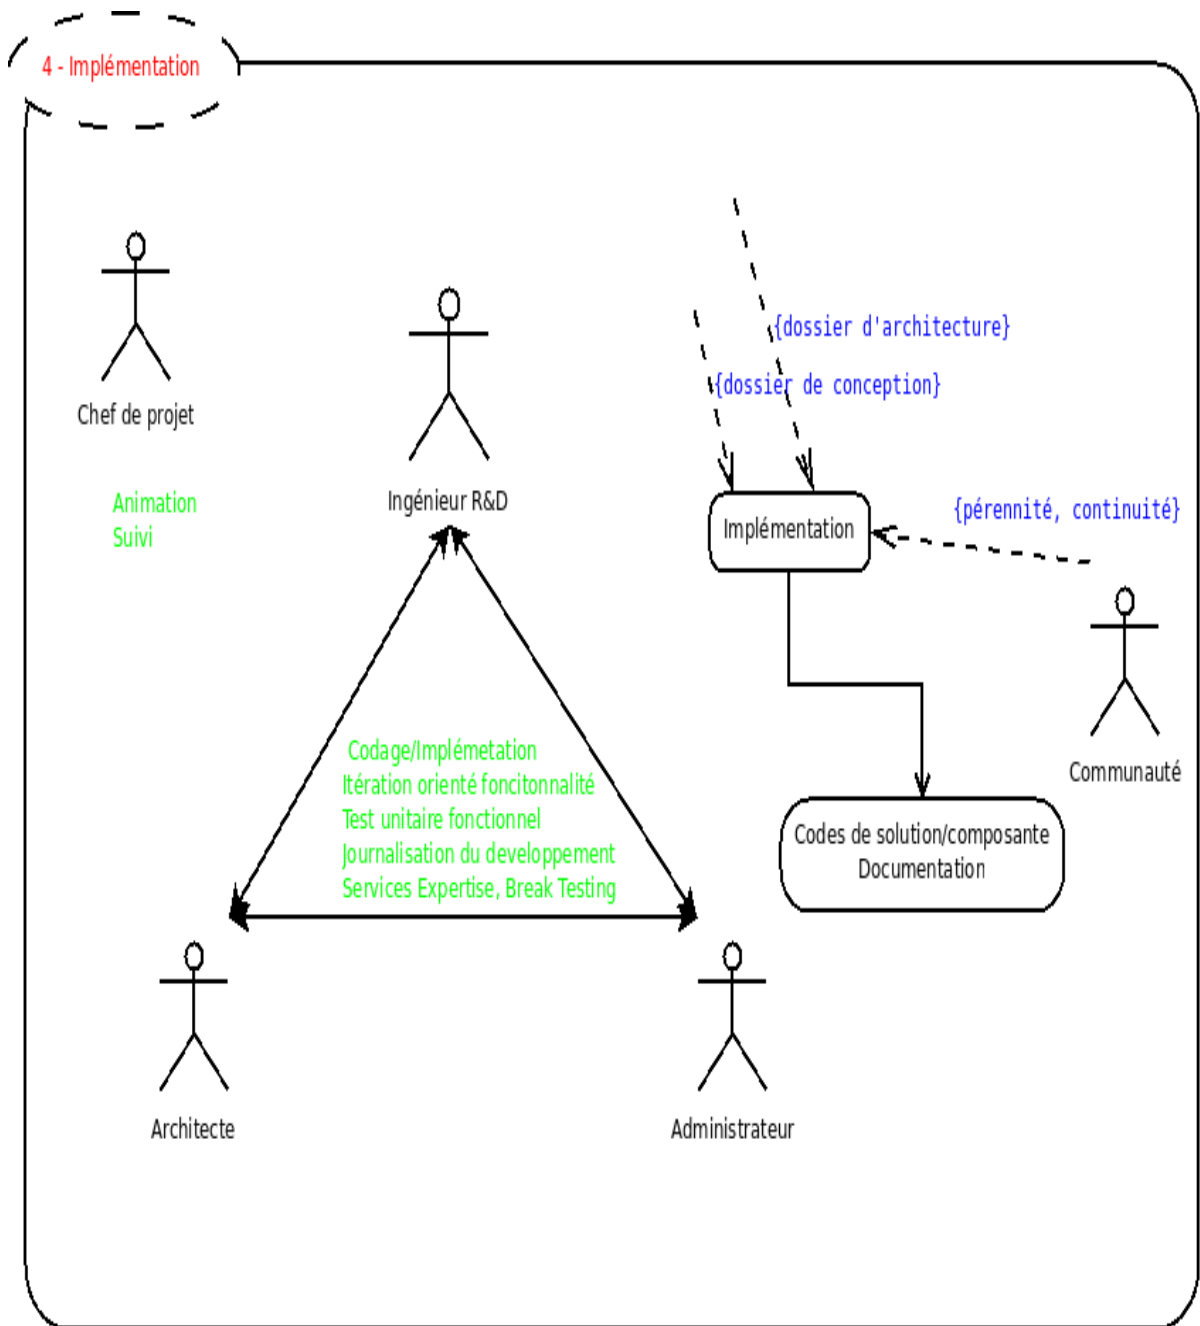 4 - Implémentation
Chef de projet
Animation
Suivi
Ingénieur R&D
{dossier d'architecture}
{dossier de conception}
Implémentation
{pérennité, continuité}
Communauté
Codage/Implémetation
Itération orienté foncitonnalité
Test unitaire fonctionnel
Journalisation du developpement
Services Expertise, Break Testing
Codes de solution/composante
Documentation
Architecte
Administrateur